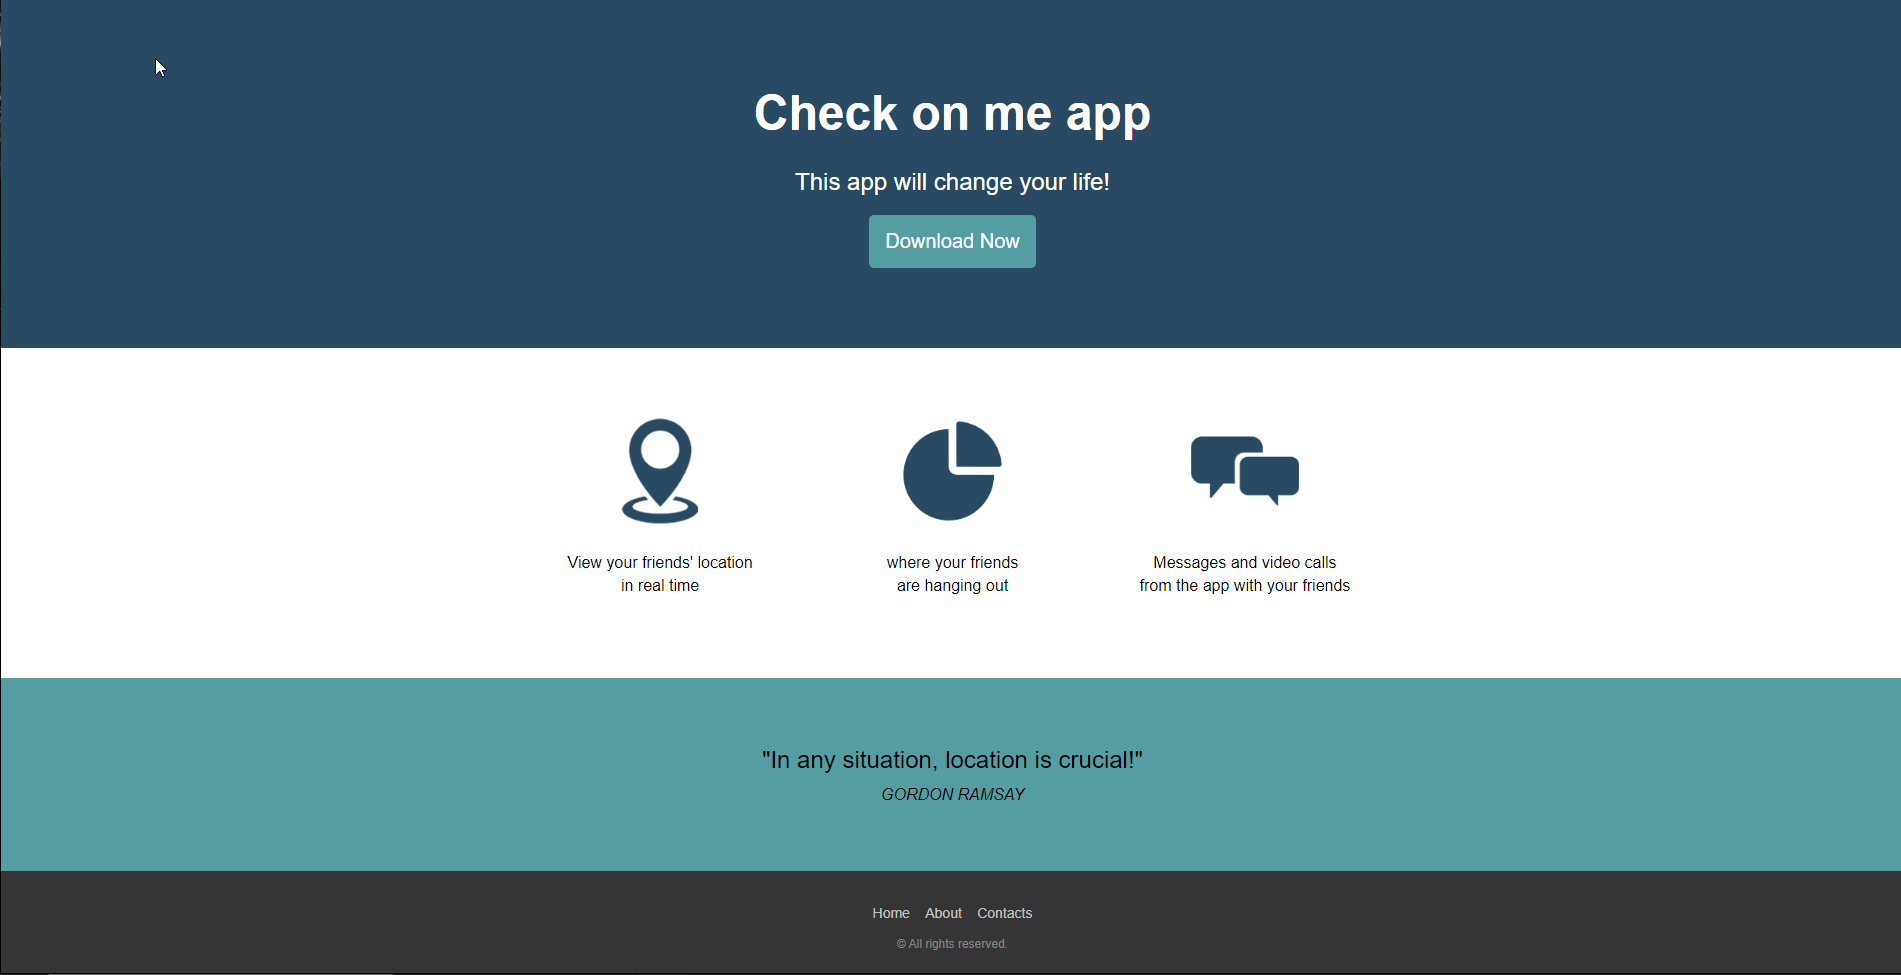 Check on me app
This app will change your life!
Download Now
View your friends' location
in real time
where your friends
are hanging out
Messages and video calls
from the app with your friends
"In any situation, location is crucial!"
GORDON RAMSAY
Home About Contacts
© All rights reserved.